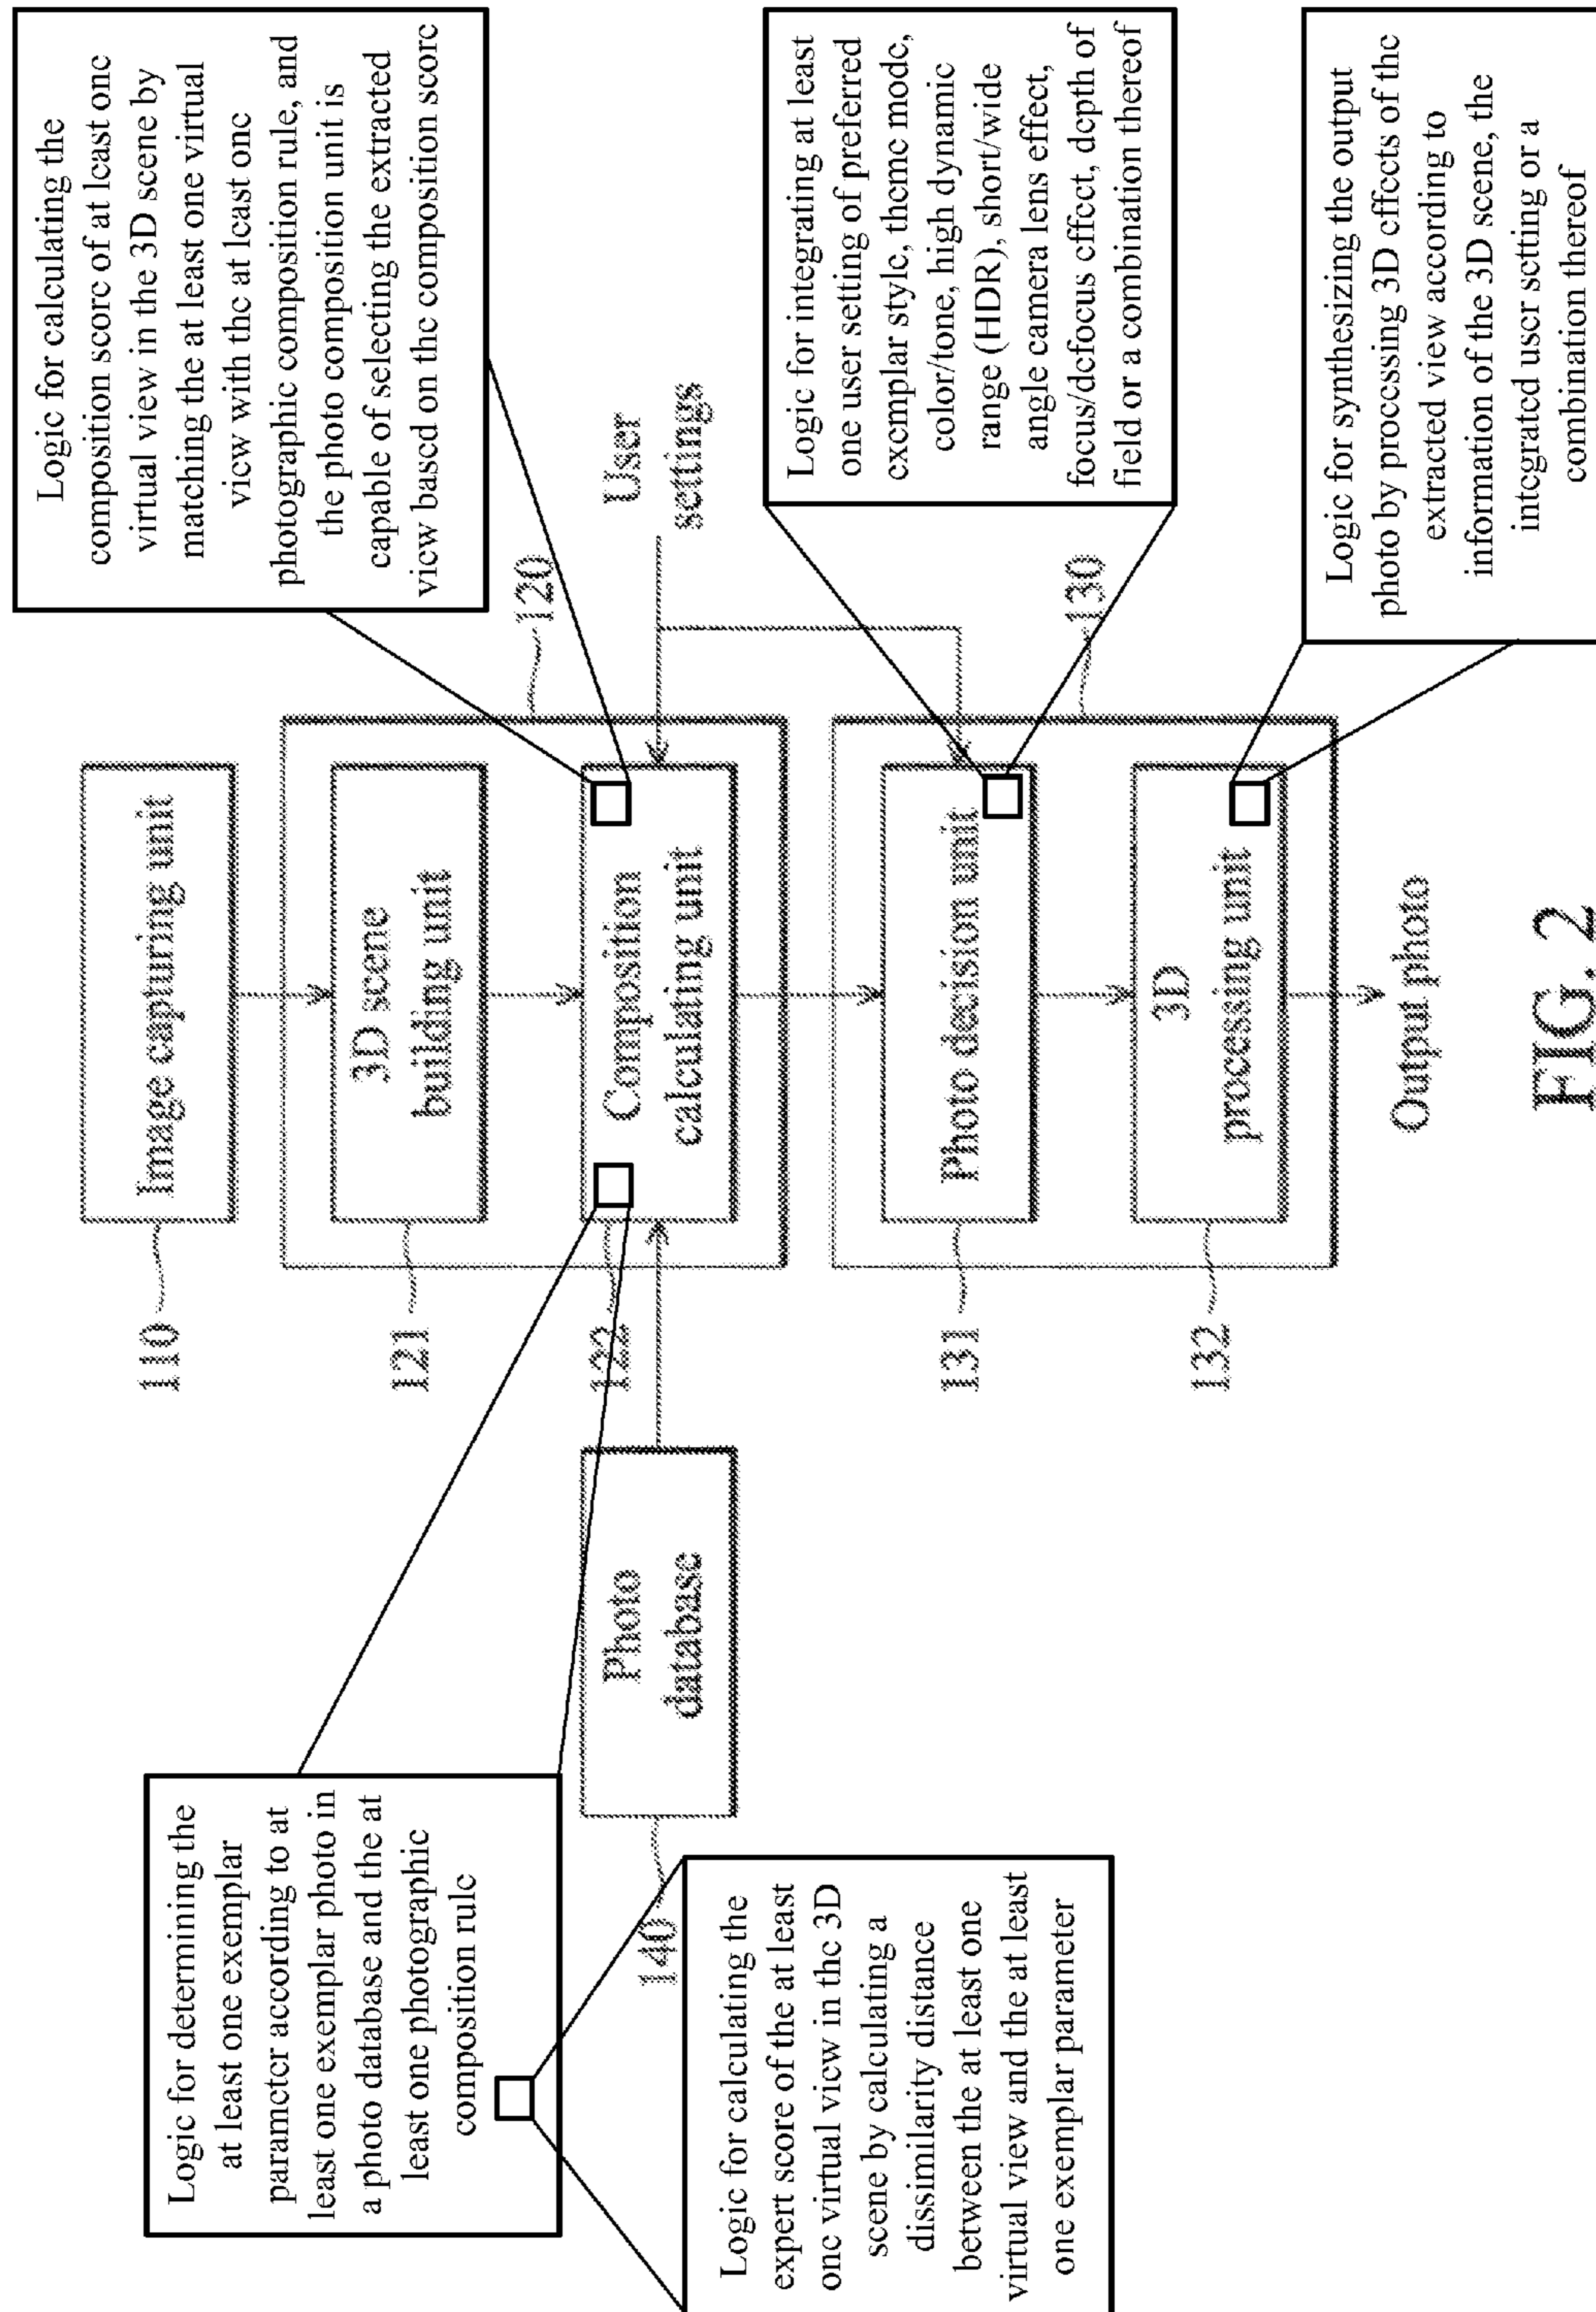 Logic for determining the
at least one exemplar
parameter according to at
least one exemplar photo in
a photo database and the at
least one photographic
composition rule
Logic for calculating the
expert score of the at least
one virtual view in the 3D
scene by calculating a
dissimilarity distance
between the at least one
virtual view and the at least
one exemplar parameter
140
Photo
database
110
Image capturing unit
121
3D scene
building unit
122
Composition
calculating unit
120
Logic for calculating the
composition score of at least one
virtual view in the 3D scene by
matching the at least one virtual
view with the at least one
photographic composition rule, and
the photo composition unit is
capable of selecting the extracted
view based on the composition score
User
settings
131
Photo decision unit
132
3D
processing unit
130
Logic for integrating at least
one user setting of preferred
exemplar style, theme mode,
color/tone, high dynamic
range (HDR), short/wide
angle camera lens effect,
focus/defocus effect, depth of
field or a combination thereof
Logic for synthesizing the output
photo by processing 3D effects of the
extracted view according to
information of the 3D scene, the
integrated user setting or a
combination thereof
Output photo
FIG. 2